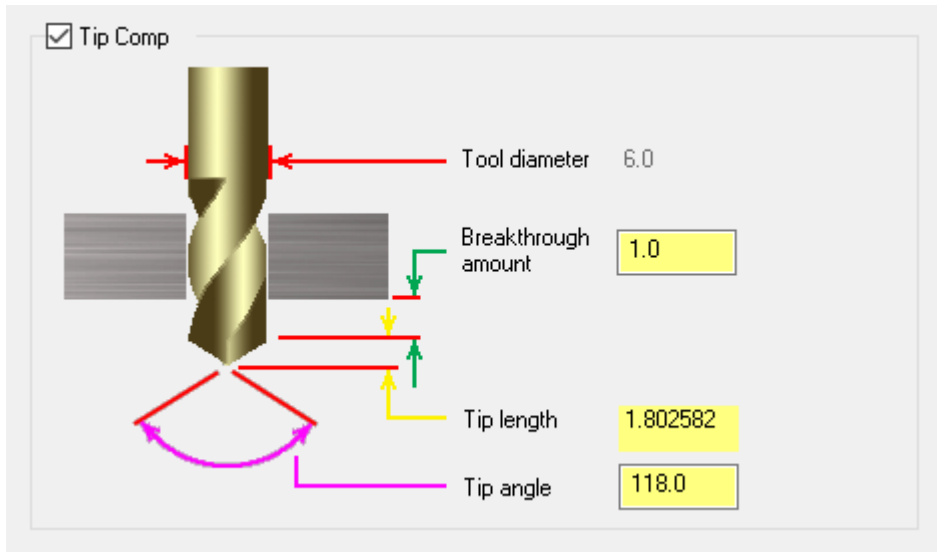 Tip Comp
Tool diameter 6.0
Breakthrough
amount 1.0
Tip length 1.802582
Tip angle 118.0